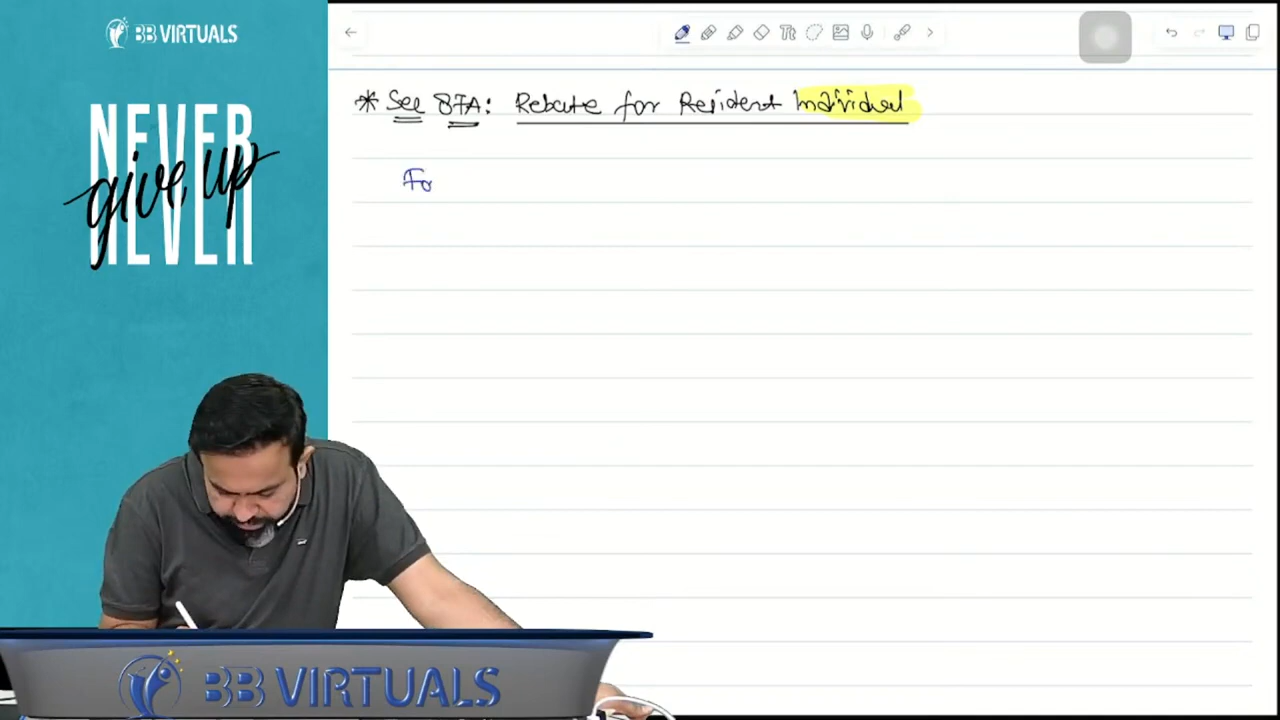 BB VIRTUALS
NEVER
give up
NEVER
* Sec 87A: Rebate for Resident Individual
Fo
BB VIRTUALS